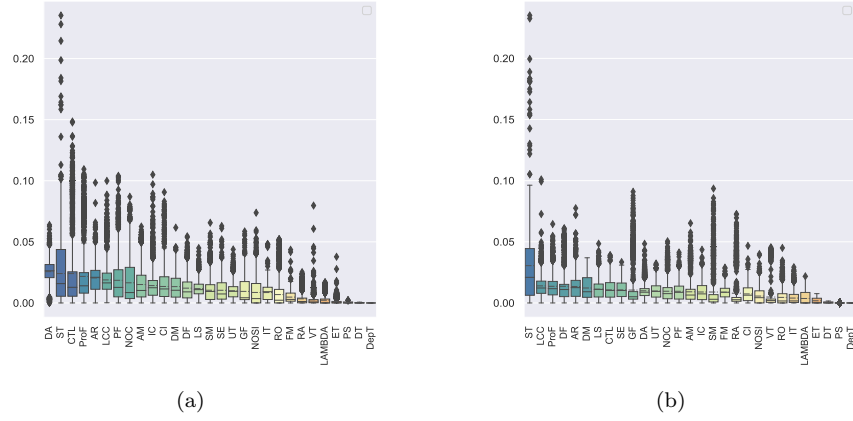 0.20
0.15
0.10
0.05
0.00
DA ST CTL ProF AR LCC PF NOC AM IC CI DM DF LS SM SE UT GF NOSI IT RO FM RA VT LAMBDA ET PS DT DepT
(a)
0.20
0.15
0.10
0.05
0.00
ST LCC ProF DF AR DM LS CTL SE GF DA UT NOC PF AM IC SM FM RA CI NOSI VT RO IT LAMBDA ET DT PS DepT
(b)